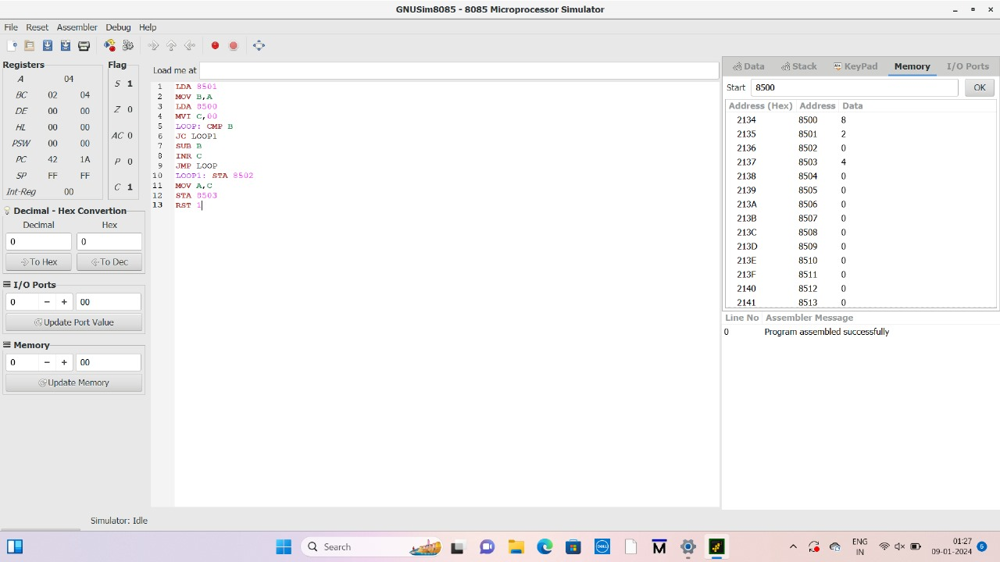 GNUSim8085 - 8085 Microprocessor Simulator
File Reset Assembler Debug Help
Registers
A 04
BC 02 04
DE 00 00
HL 00 00
PSW 00 00
PC 42 1A
SP FF FF
Int-Reg 00
Flag
S 1
Z 0
AC 0
P 0
C 1
Decimal - Hex Convertion
Decimal Hex
0 0
To Hex To Dec
I/O Ports
0 − + 00
Update Port Value
Memory
0 − + 00
Update Memory
Load me at
1 LDA 8501
2 MOV B,A
3 LDA 8500
4 MVI C,00
5 LOOP: CMP B
6 JC LOOP1
7 SUB B
8 INR C
9 JMP LOOP
10 LOOP1: STA 8502
11 MOV A,C
12 STA 8503
13 RST 1
Data Stack KeyPad Memory I/O Ports
Start 8500 OK
Address (Hex) Address Data
2134 8500 8
2135 8501 2
2136 8502 0
2137 8503 4
2138 8504 0
2139 8505 0
213A 8506 0
213B 8507 0
213C 8508 0
213D 8509 0
213E 8510 0
213F 8511 0
2140 8512 0
2141 8513 0
Line No Assembler Message
0 Program assembled successfully
Simulator: Idle
Search
DELL
M
ENG
IN
01:27
09-01-2024
6